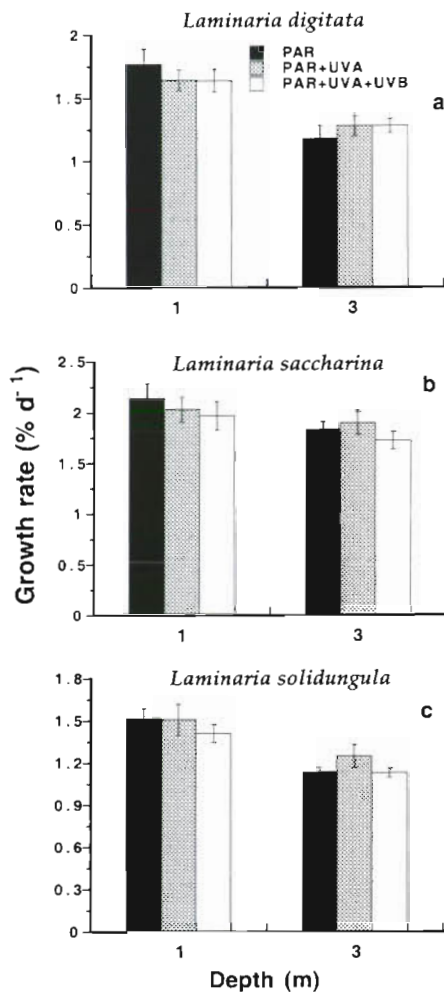 Laminaria digitata
2
1.5
1
0.5
0
PAR
PAR+UVA
PAR+UVA+UVB
a
1
3
Laminaria saccharina
2.5
2
1.5
1
0.5
0
b
1
3
Growth rate (% d⁻¹)
Laminaria solidungula
1.8
1.5
1.2
0.9
0.6
0.3
0
c
1
3
Depth (m)